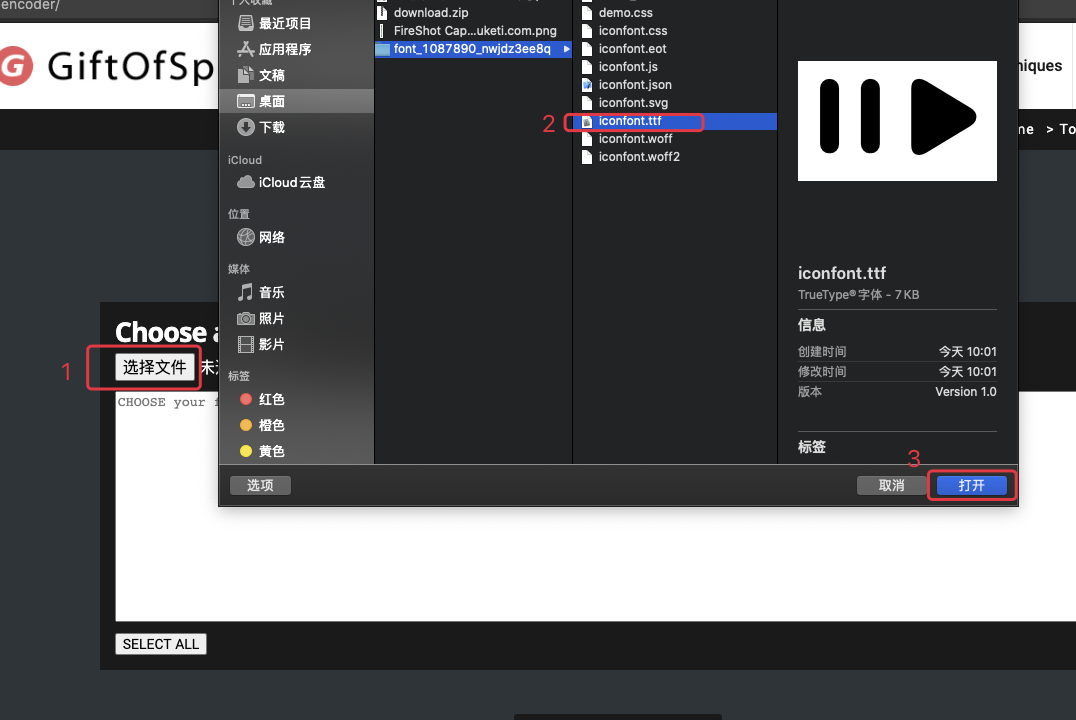 encoder/
GiftOfSp
niques
> To
个人收藏
最近项目
应用程序
文稿
桌面
下载
iCloud
iCloud云盘
位置
网络
媒体
音乐
照片
影片
标签
红色
橙色
黄色
download.zip
FireShot Cap...uketi.com.png
font_1087890_nwjdz3ee8q
demo.css
iconfont.css
iconfont.eot
iconfont.js
iconfont.json
iconfont.svg
2
iconfont.ttf
iconfont.woff
iconfont.woff2
iconfont.ttf
TrueType®字体 - 7 KB
信息
创建时间 今天 10:01
修改时间 今天 10:01
版本 Version 1.0
标签
3
选项
取消
打开
Choose
1
选择文件
CHOOSE your
SELECT ALL